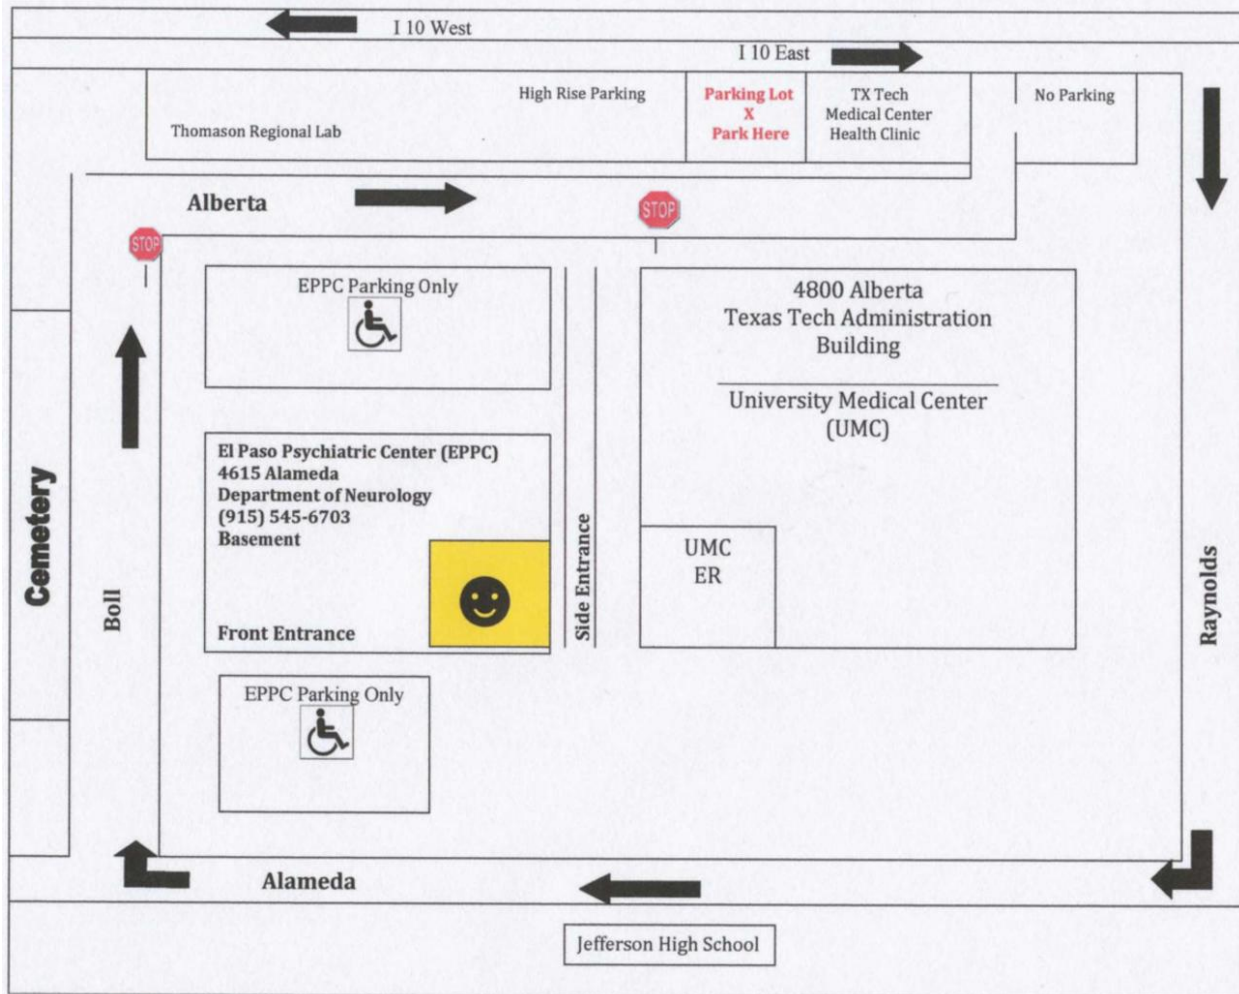 I 10 West
I 10 East
Thomason Regional Lab
High Rise Parking
Parking Lot
X
Park Here
TX Tech
Medical Center
Health Clinic
No Parking
Alberta
STOP
STOP
EPPC Parking Only
4800 Alberta
Texas Tech Administration
Building
University Medical Center
(UMC)
El Paso Psychiatric Center (EPPC)
4615 Alameda
Department of Neurology
(915) 545-6703
Basement
Front Entrance
Side Entrance
UMC
ER
Cemetery
Boll
Raynolds
EPPC Parking Only
Alameda
Jefferson High School